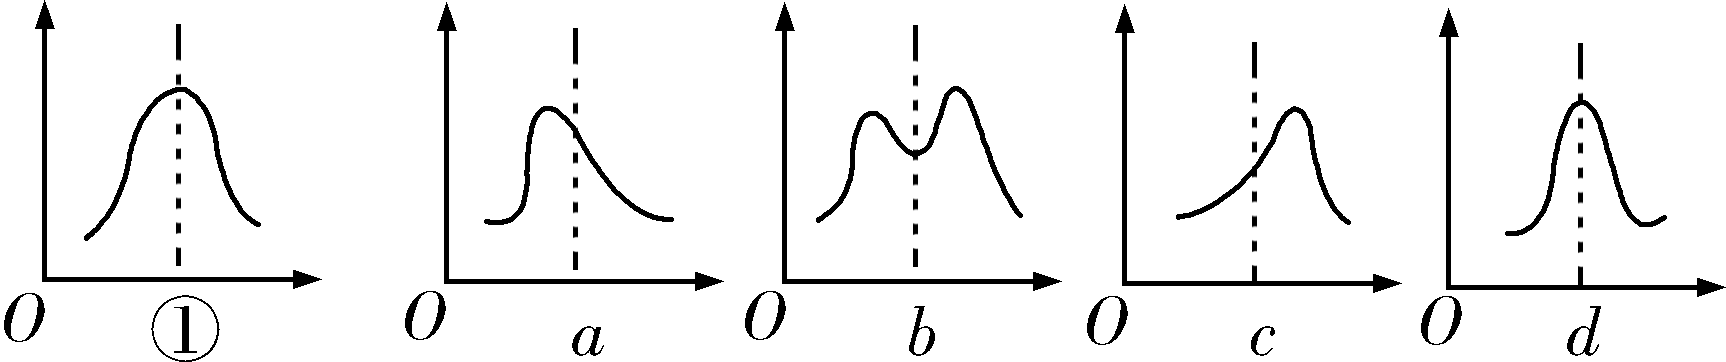 O ① O a O b O c O d